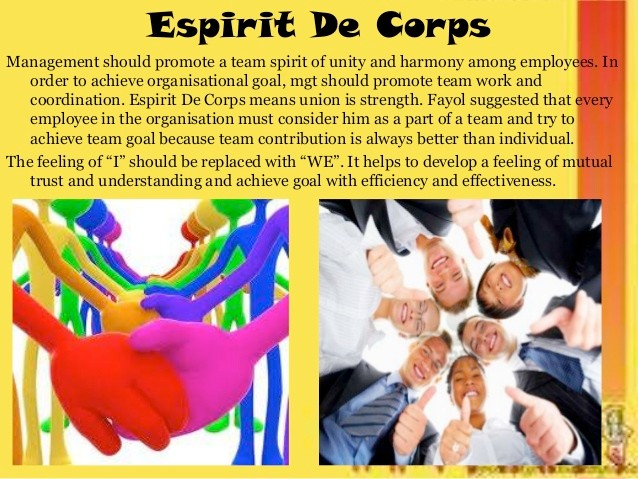 Espirit De Corps
Management should promote a team spirit of unity and harmony among employees. In
order to achieve organisational goal, mgt should promote team work and
coordination. Espirit De Corps means union is strength. Fayol suggested that every
employee in the organisation must consider him as a part of a team and try to
achieve team goal because team contribution is always better than individual.
The feeling of “I” should be replaced with “WE”. It helps to develop a feeling of mutual
trust and understanding and achieve goal with efficiency and effectiveness.